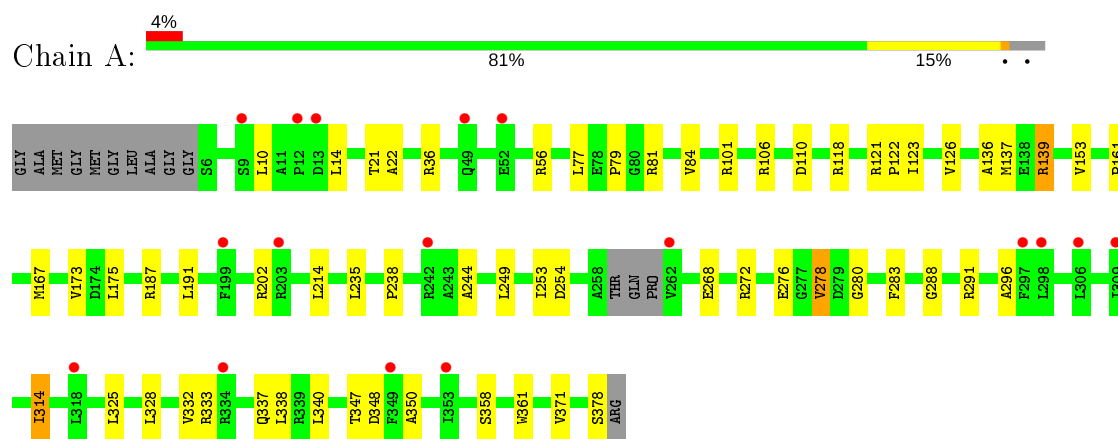 4%
Chain A:
81% 15% • •
GLY ALA MET GLY MET GLY LEU ALA GLY GLY S6 S9 L10 A11 P12 D13 L14 T21 A22 R36 Q49 E52 R56 L77 E78 P79 G80 R81 V84 R101 R106 D110 R118 R121 P122 I123 V126 A136 M137 E138 R139 V153
M167 V173 D174 L175 R187 L191 F199 R202 R203 L214 L235 P238 R242 A243 A244 L249 I253 D254 A258 THR GLN PRO V262 E268 R272 E276 G277 V278 D279 G280 F283 G288 R291 A296 F297 L298 L306
I314 L318 L325 L328 V332 R333 R334 Q337 L338 R339 L340 T347 D348 F349 A350 I353 S358 W361 V371 S378 ARG